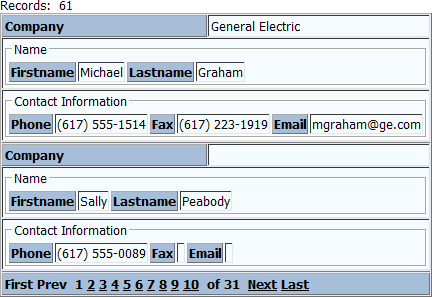 Records: 61
Company General Electric
Name
Firstname Michael Lastname Graham
Contact Information
Phone (617) 555-1514 Fax (617) 223-1919 Email mgraham@ge.com
Company
Name
Firstname Sally Lastname Peabody
Contact Information
Phone (617) 555-0089 Fax Email
First Prev 1 2 3 4 5 6 7 8 9 10 of 31 Next Last